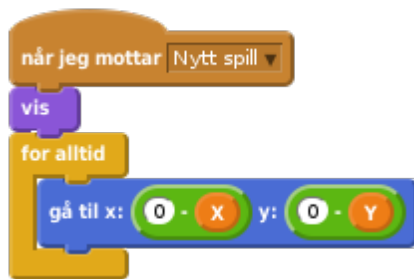 når jeg mottar Nytt spill
vis
for alltid
gå til x: 0 - X y: 0 - Y